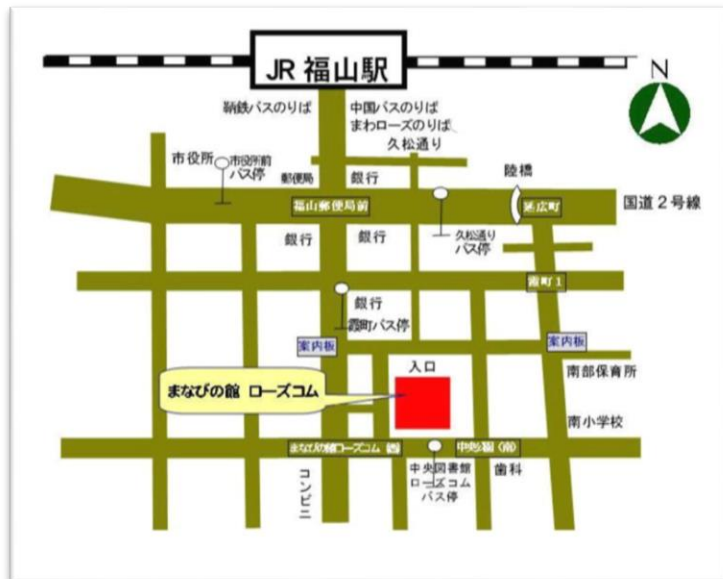 JR 福山駅
N
鞆鉄バスのりば
中国バスのりば
まわローズのりば
久松通り
市役所
市役所前
バス停
郵便局
銀行
陸橋
福山郵便局前
延広町
国道2号線
銀行
銀行
久松通り
バス停
霞町1
銀行
霞町バス停
案内板
案内板
入口
まなびの館 ローズコム
南部保育所
南小学校
まなびの館ローズコム
コンビニ
中央図書館
ローズコム
バス停
歯科